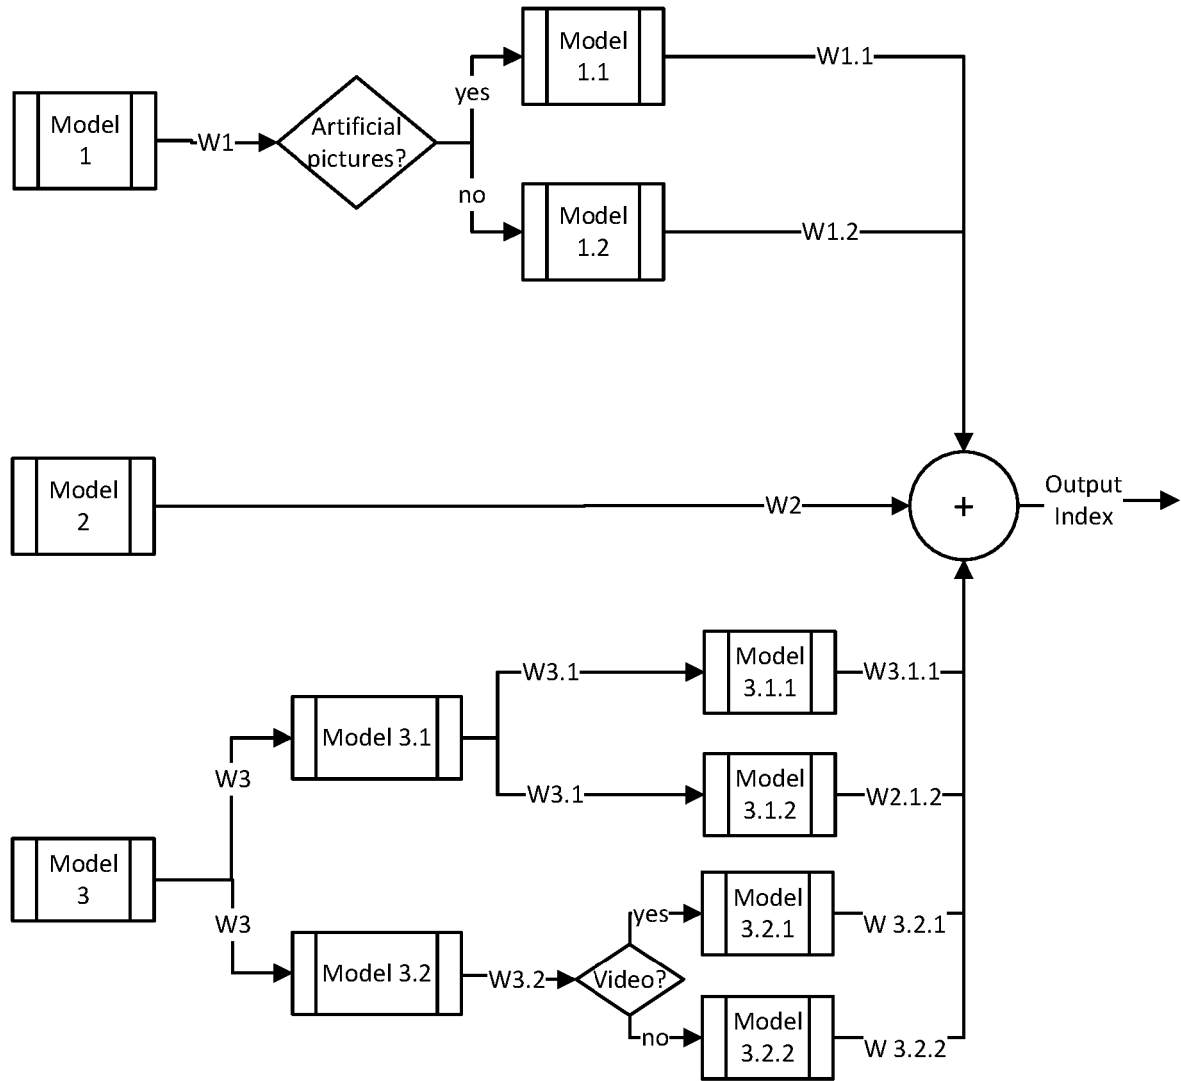 Model
1
W1
Artificial
pictures?
yes
no
Model
1.1
W1.1
Model
1.2
W1.2
Model
2
W2
+
Output
Index
Model
3
W3
W3
Model 3.1
W3.1
W3.1
Model
3.1.1
W3.1.1
Model
3.1.2
W2.1.2
Model 3.2
W3.2
Video?
yes
no
Model
3.2.1
W 3.2.1
Model
3.2.2
W 3.2.2